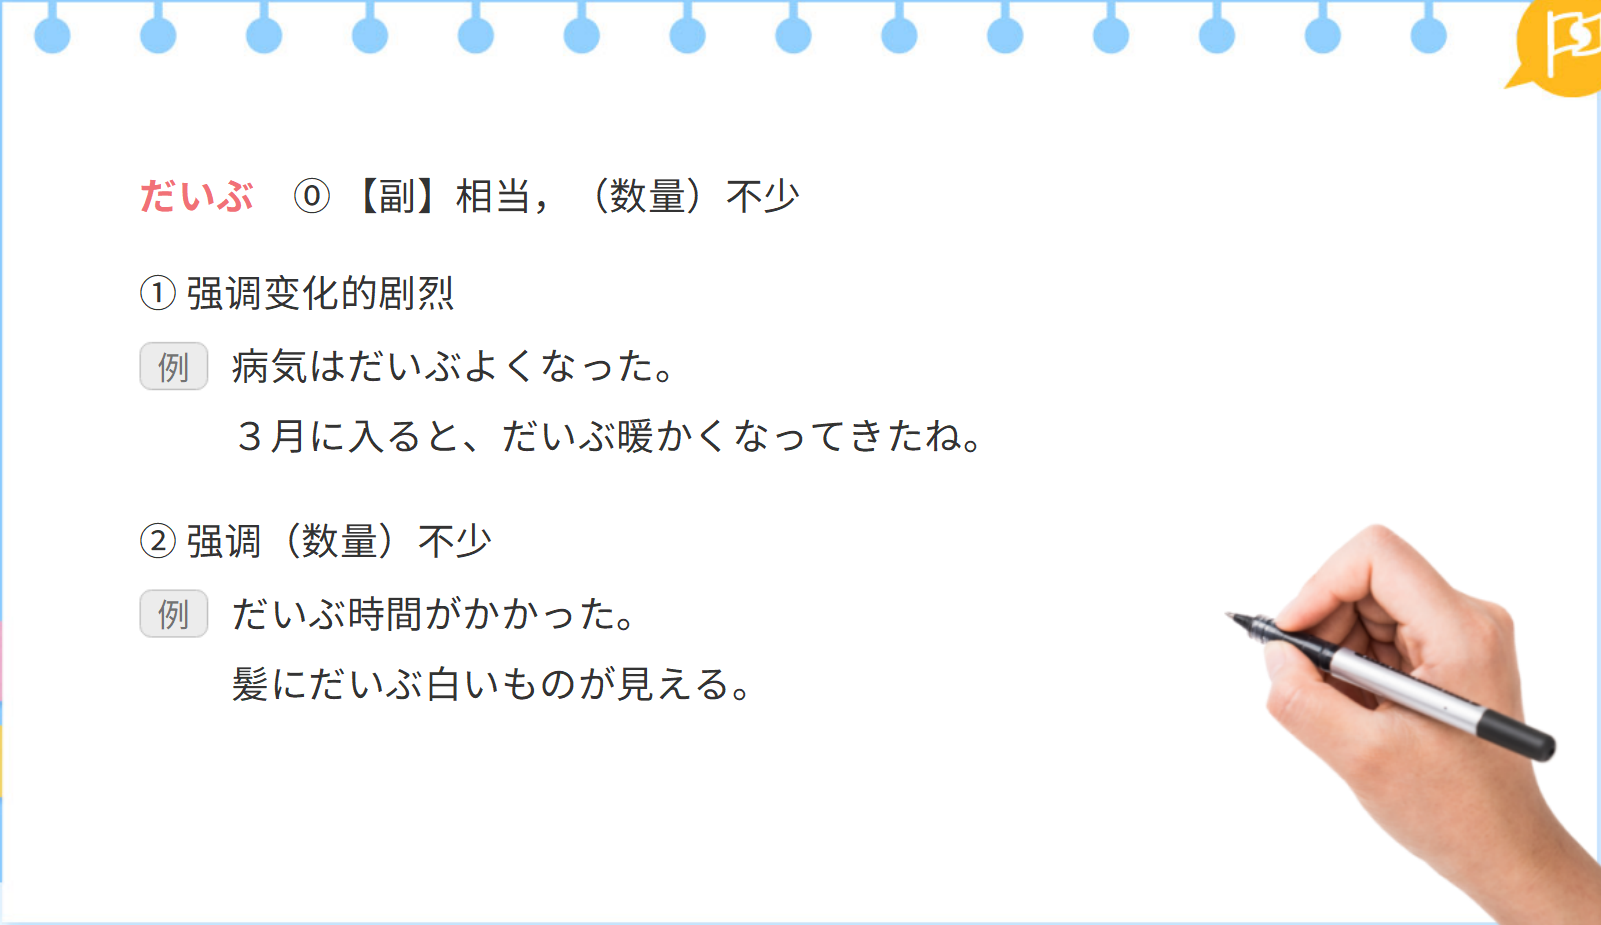 だいぶ ⓪ 【副】相当，（数量）不少
① 强调变化的剧烈
例 病気はだいぶよくなった。
３月に入ると、だいぶ暖かくなってきたね。
② 强调（数量）不少
例 だいぶ時間がかかった。
髪にだいぶ白いものが見える。